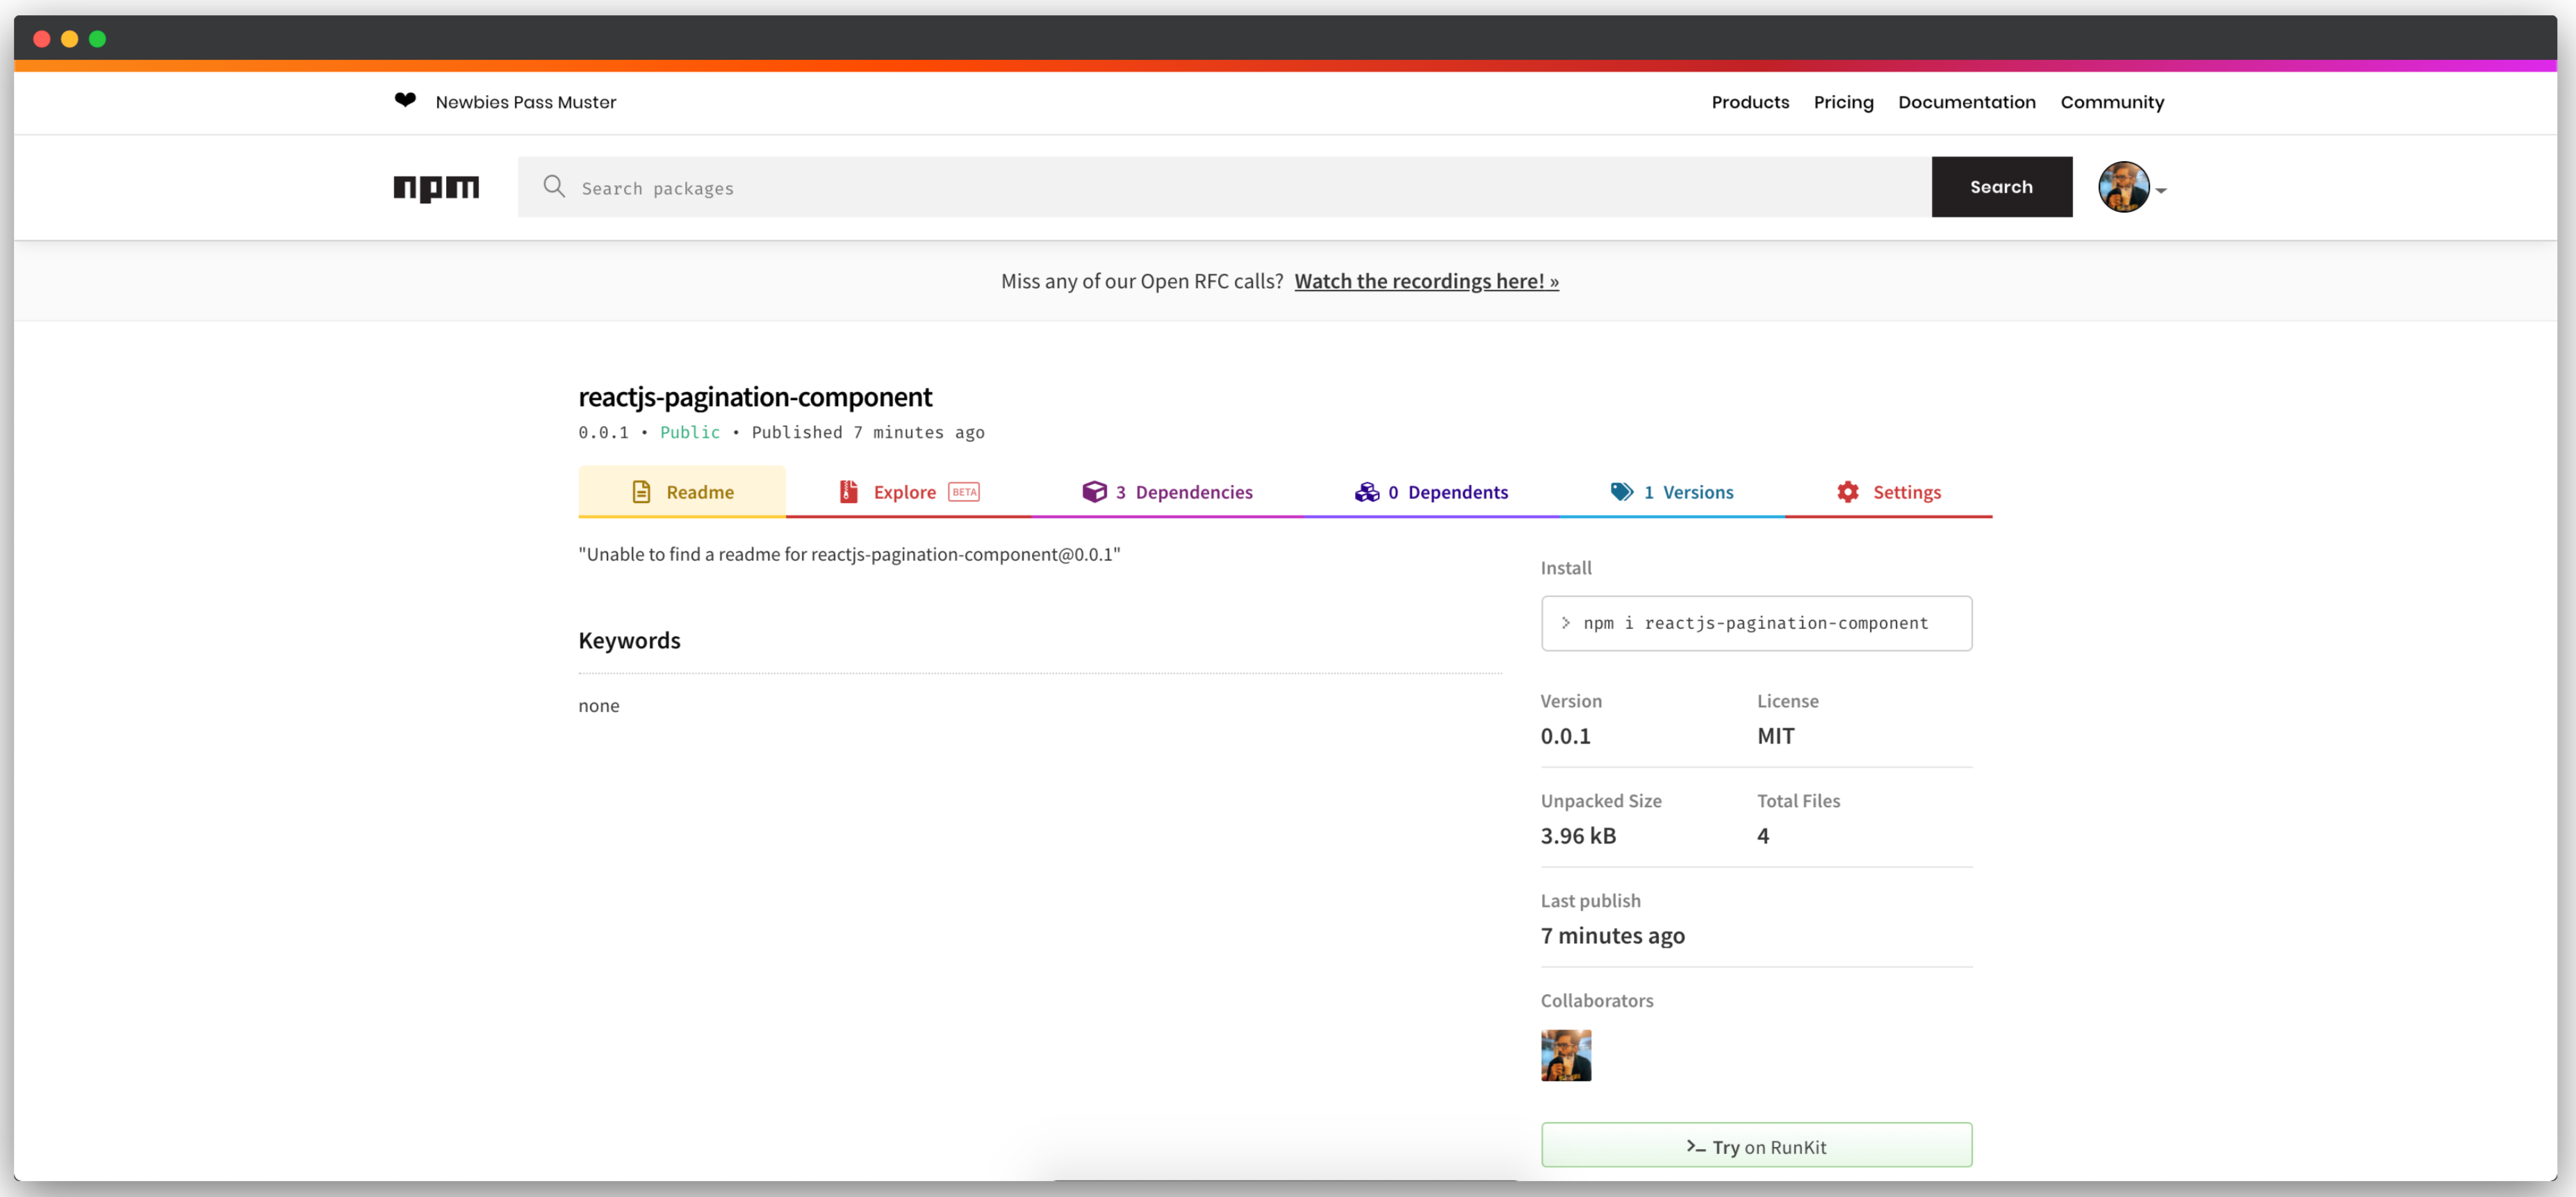 Newbies Pass Muster
Products Pricing Documentation Community
npm
Search packages
Search
Miss any of our Open RFC calls? Watch the recordings here! »
reactjs-pagination-component
0.0.1 • Public • Published 7 minutes ago
Readme
Explore BETA
3 Dependencies
0 Dependents
1 Versions
Settings
"Unable to find a readme for reactjs-pagination-component@0.0.1"
Keywords
none
Install
> npm i reactjs-pagination-component
Version License
0.0.1 MIT
Unpacked Size Total Files
3.96 kB 4
Last publish
7 minutes ago
Collaborators
>_ Try on RunKit